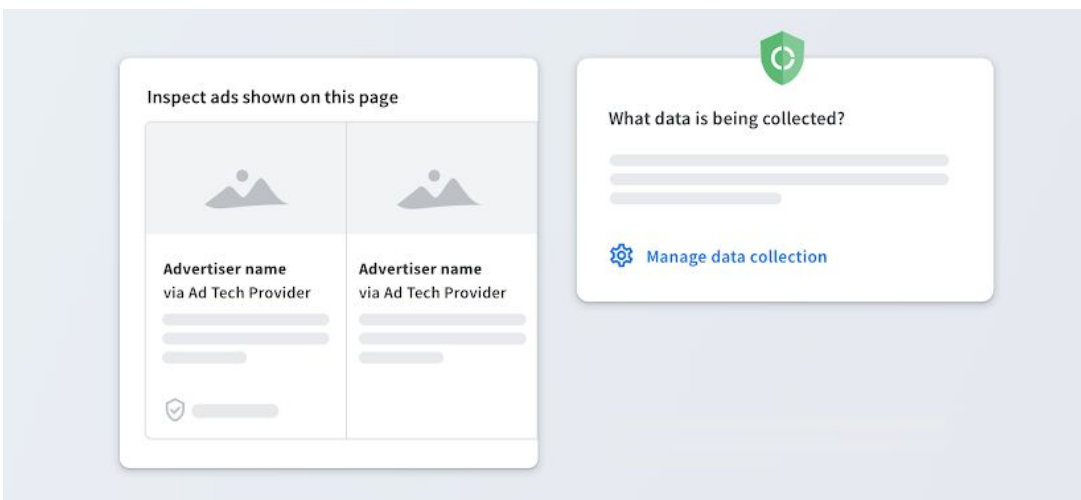 Inspect ads shown on this page
Advertiser name
via Ad Tech Provider
Advertiser name
via Ad Tech Provider
What data is being collected?
Manage data collection